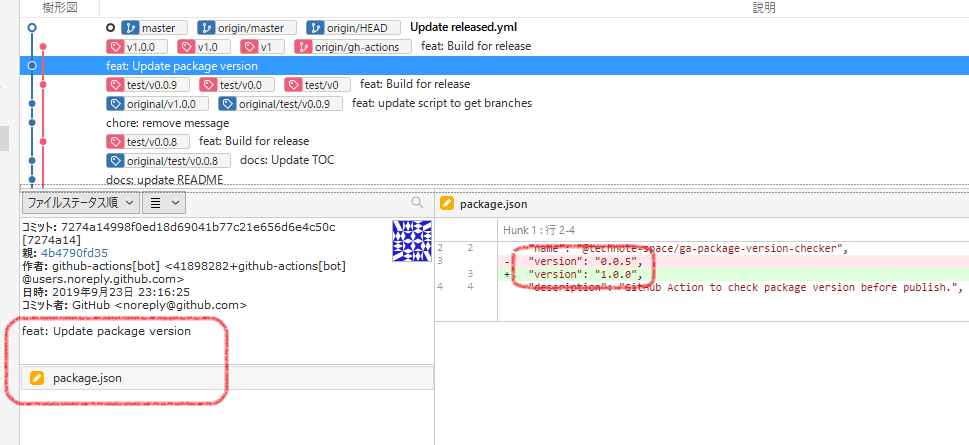 樹形図 説明
master origin/master origin/HEAD Update released.yml
v1.0.0 v1.0 v1 origin/gh-actions feat: Build for release
feat: Update package version
test/v0.0.9 test/v0.0 test/v0 feat: Build for release
original/v1.0.0 original/test/v0.0.9 feat: update script to get branches
chore: remove message
test/v0.0.8 feat: Build for release
original/test/v0.0.8 docs: Update TOC
docs: update README
ファイルステータス順
コミット: 7274a14998f0ed18d69041b77c21e656d6e4c50c
[7274a14]
親: 4b4790fd35
作者: github-actions[bot] <41898282+github-actions[bot]
@users.noreply.github.com>
日時: 2019年9月23日 23:16:25
コミット者: GitHub <noreply@github.com>
feat: Update package version
package.json
package.json
Hunk 1 : 行 2-4
2 2 "name": "@technote-space/ga-package-version-checker",
3 - "version": "0.0.5",
3 + "version": "1.0.0",
4 4 "description": "GitHub Action to check package version before publish.",